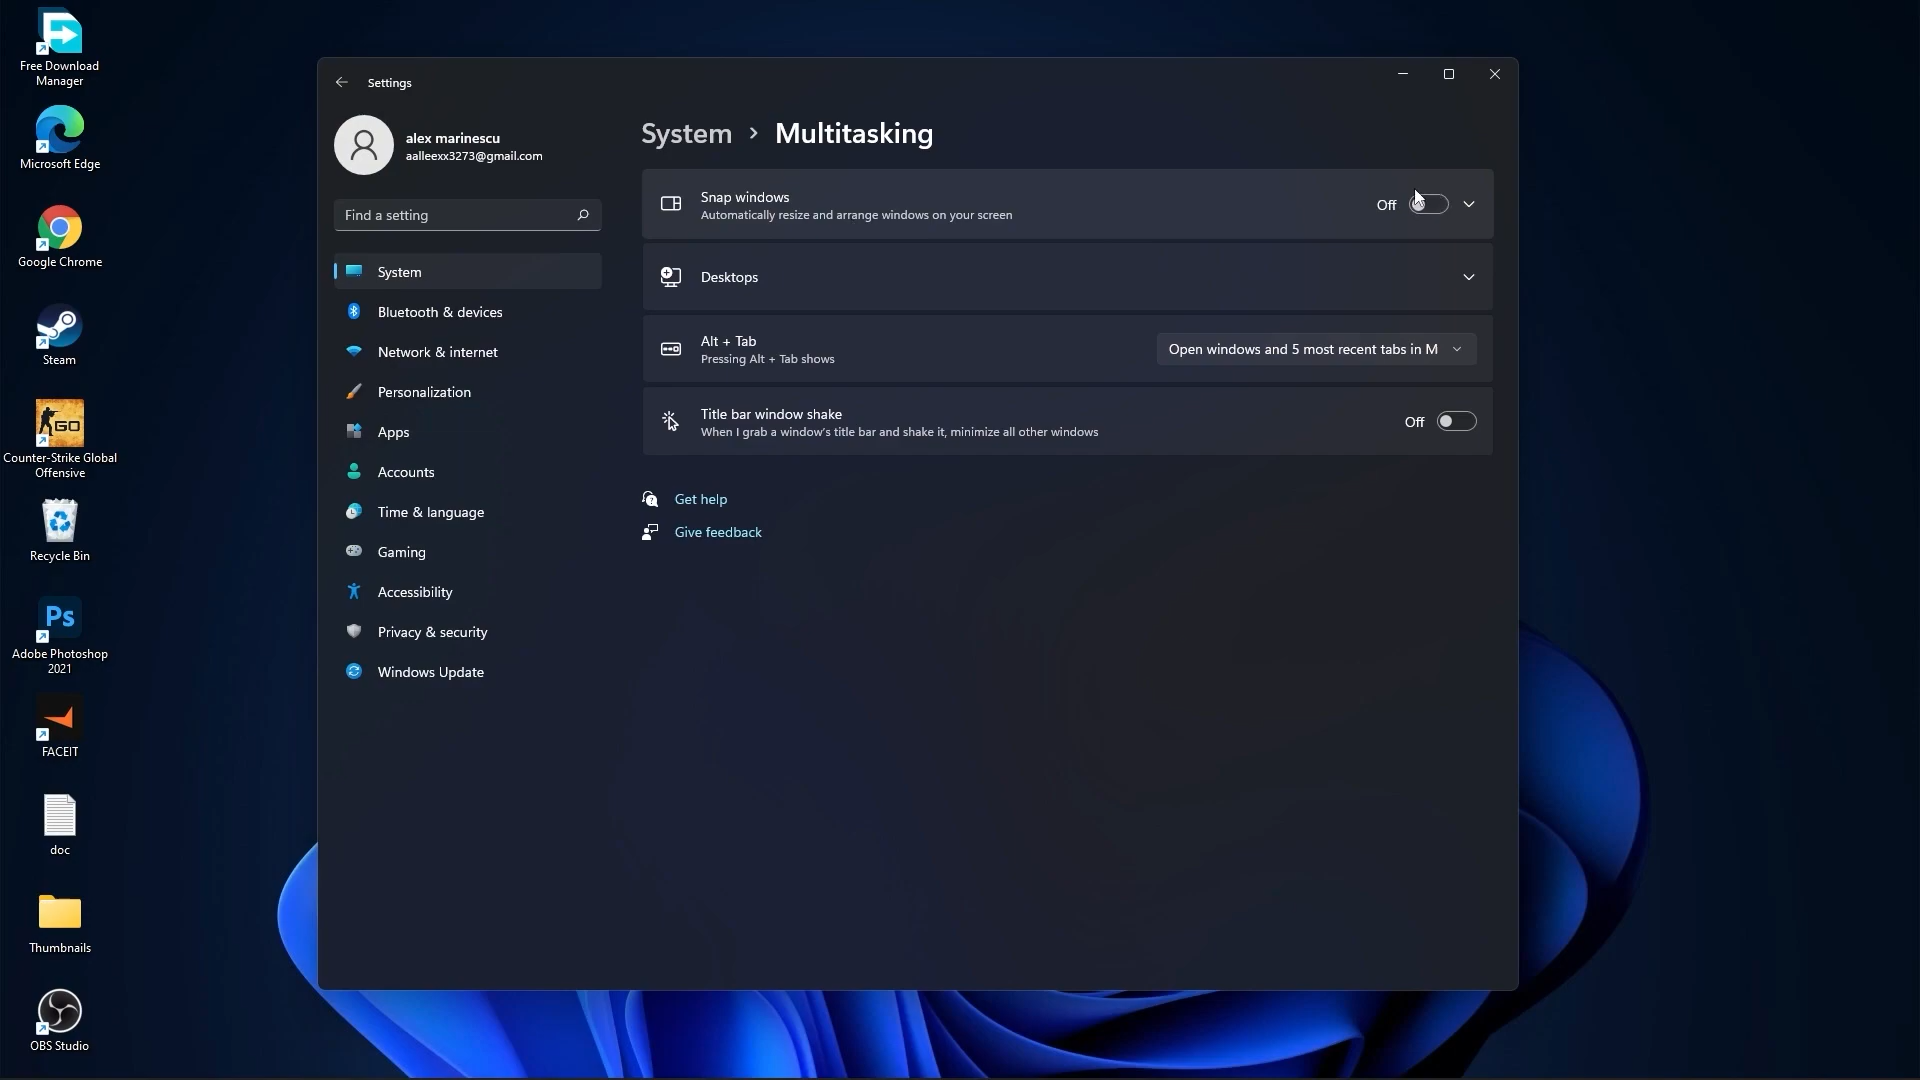 Free Download
Manager
Microsoft Edge
Google Chrome
Steam
GO
Counter-Strike Global
Offensive
Recycle Bin
Ps
Adobe Photoshop
2021
FACEIT
doc
Thumbnails
OBS Studio
Settings
alex marinescu
aalleexx3273@gmail.com
Find a setting
System
Bluetooth & devices
Network & internet
Personalization
Apps
Accounts
Time & language
Gaming
Accessibility
Privacy & security
Windows Update
System > Multitasking
Snap windows
Automatically resize and arrange windows on your screen
Off
Desktops
Alt + Tab
Pressing Alt + Tab shows
Open windows and 5 most recent tabs in M
Title bar window shake
When I grab a window's title bar and shake it, minimize all other windows
Off
Get help
Give feedback